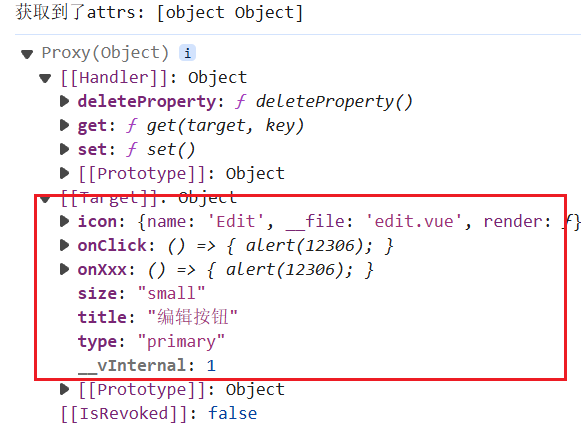 获取到了attrs: [object Object]
Proxy(Object) i
[[Handler]]: Object
deleteProperty: ƒ deleteProperty()
get: ƒ get(target, key)
set: ƒ set()
[[Prototype]]: Object
[[Target]]: Object
icon: {name: 'Edit', __file: 'edit.vue', render: ƒ}
onClick: () => { alert(12306); }
onXxx: () => { alert(12306); }
size: "small"
title: "编辑按钮"
type: "primary"
__vInternal: 1
[[Prototype]]: Object
[[IsRevoked]]: false